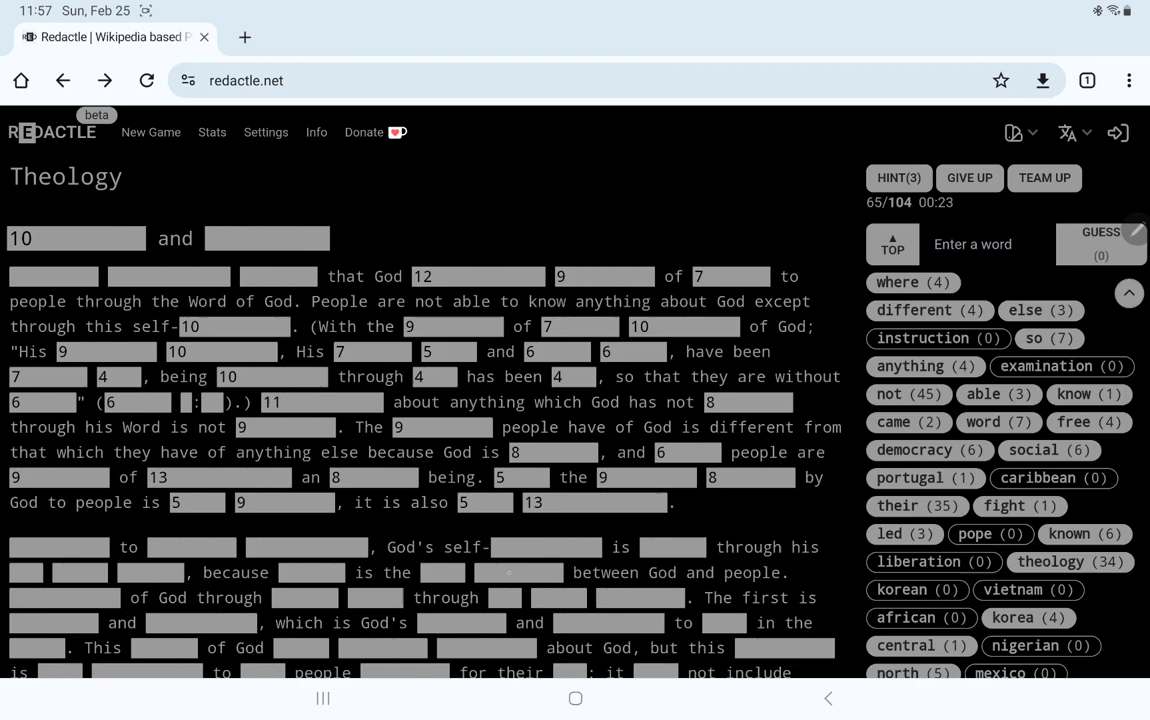 11:57 Sun, Feb 25
Redactle | Wikipedia based P
redactle.net
1
beta
REDACTLE New Game Stats Settings Info Donate
Theology
HINT(3) GIVE UP TEAM UP
65/104 00:23
▲ TOP Enter a word GUESS (0)
10 and
that God 12 9 of 7 to
people through the Word of God. People are not able to know anything about God except
through this self-10 . (With the 9 of 7 10 of God;
"His 9 10 , His 7 5 and 6 6 , have been
7 4 , being 10 through 4 has been 4 , so that they are without
6 " (6 : ).) 11 about anything which God has not 8
through his Word is not 9 . The 9 people have of God is different from
that which they have of anything else because God is 8 , and 6 people are
9 of 13 an 8 being. 5 the 9 8 by
God to people is 5 9 , it is also 5 13 .
to , God's self- is through his
, because is the between God and people.
of God through through . The first is
and , which is God's and to in the
. This of God about God, but this
is to people for their ; it not include
where (4)
different (4) else (3)
instruction (0) so (7)
anything (4) examination (0)
not (45) able (3) know (1)
came (2) word (7) free (4)
democracy (6) social (6)
portugal (1) caribbean (0)
their (35) fight (1)
led (3) pope (0) known (6)
liberation (0) theology (34)
korean (0) vietnam (0)
african (0) korea (4)
central (1) nigerian (0)
north (5) mexico (0)